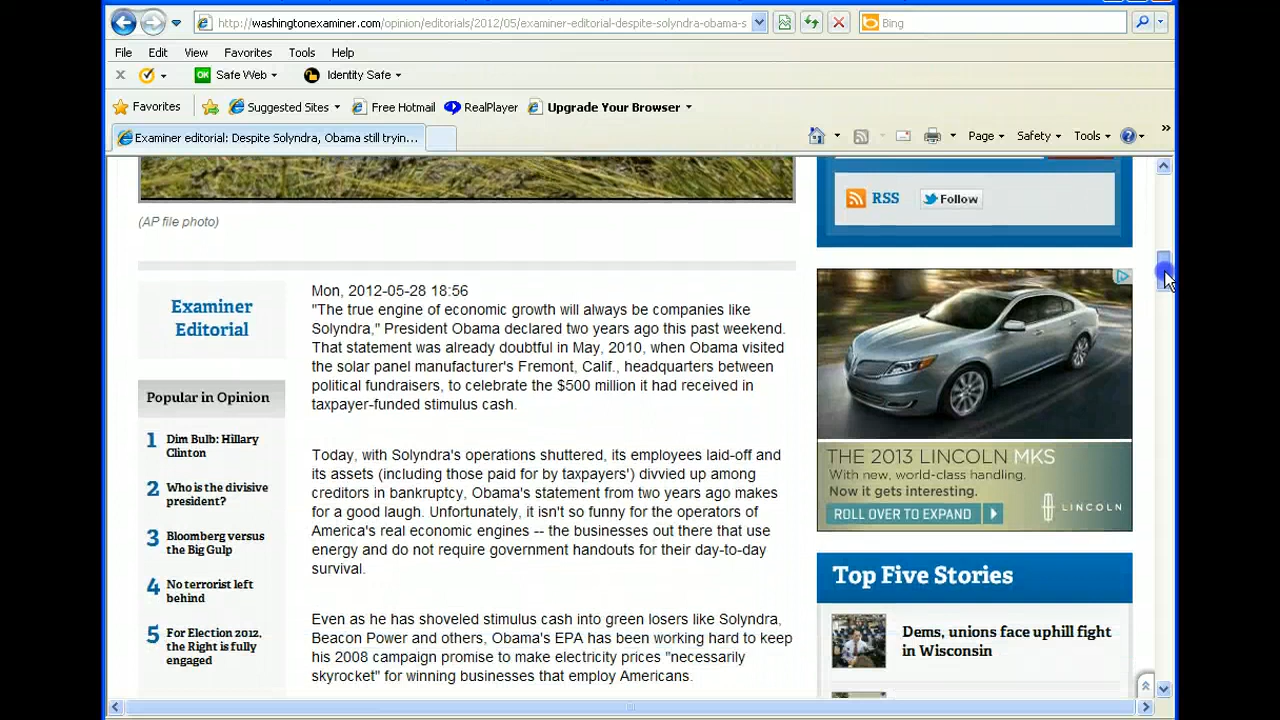 http://washingtonexaminer.com/opinion/editorials/2012/05/examiner-editorial-despite-solyndra-obama-s
Bing
File Edit View Favorites Tools Help
x Safe Web Identity Safe
OK
Favorites Suggested Sites Free Hotmail RealPlayer Upgrade Your Browser
Examiner editorial: Despite Solyndra, Obama still tryin... Page Safety Tools
(AP file photo)
RSS Follow
Examiner
Editorial
Popular in Opinion
1 Dim Bulb: Hillary
Clinton
2 Who is the divisive
president?
3 Bloomberg versus
the Big Gulp
4 No terrorist left
behind
5 For Election 2012,
the Right is fully
engaged
Mon, 2012-05-28 18:56
"The true engine of economic growth will always be companies like
Solyndra," President Obama declared two years ago this past weekend.
That statement was already doubtful in May, 2010, when Obama visited
the solar panel manufacturer's Fremont, Calif., headquarters between
political fundraisers, to celebrate the $500 million it had received in
taxpayer-funded stimulus cash.
Today, with Solyndra's operations shuttered, its employees laid-off and
its assets (including those paid for by taxpayers') divvied up among
creditors in bankruptcy, Obama's statement from two years ago makes
for a good laugh. Unfortunately, it isn't so funny for the operators of
America's real economic engines -- the businesses out there that use
energy and do not require government handouts for their day-to-day
survival.
Even as he has shoveled stimulus cash into green losers like Solyndra,
Beacon Power and others, Obama's EPA has been working hard to keep
his 2008 campaign promise to make electricity prices "necessarily
skyrocket" for winning businesses that employ Americans.
THE 2013 LINCOLN MKS
With new, world-class handling.
Now it gets interesting.
ROLL OVER TO EXPAND
LINCOLN
Top Five Stories
Dems, unions face uphill fight
in Wisconsin